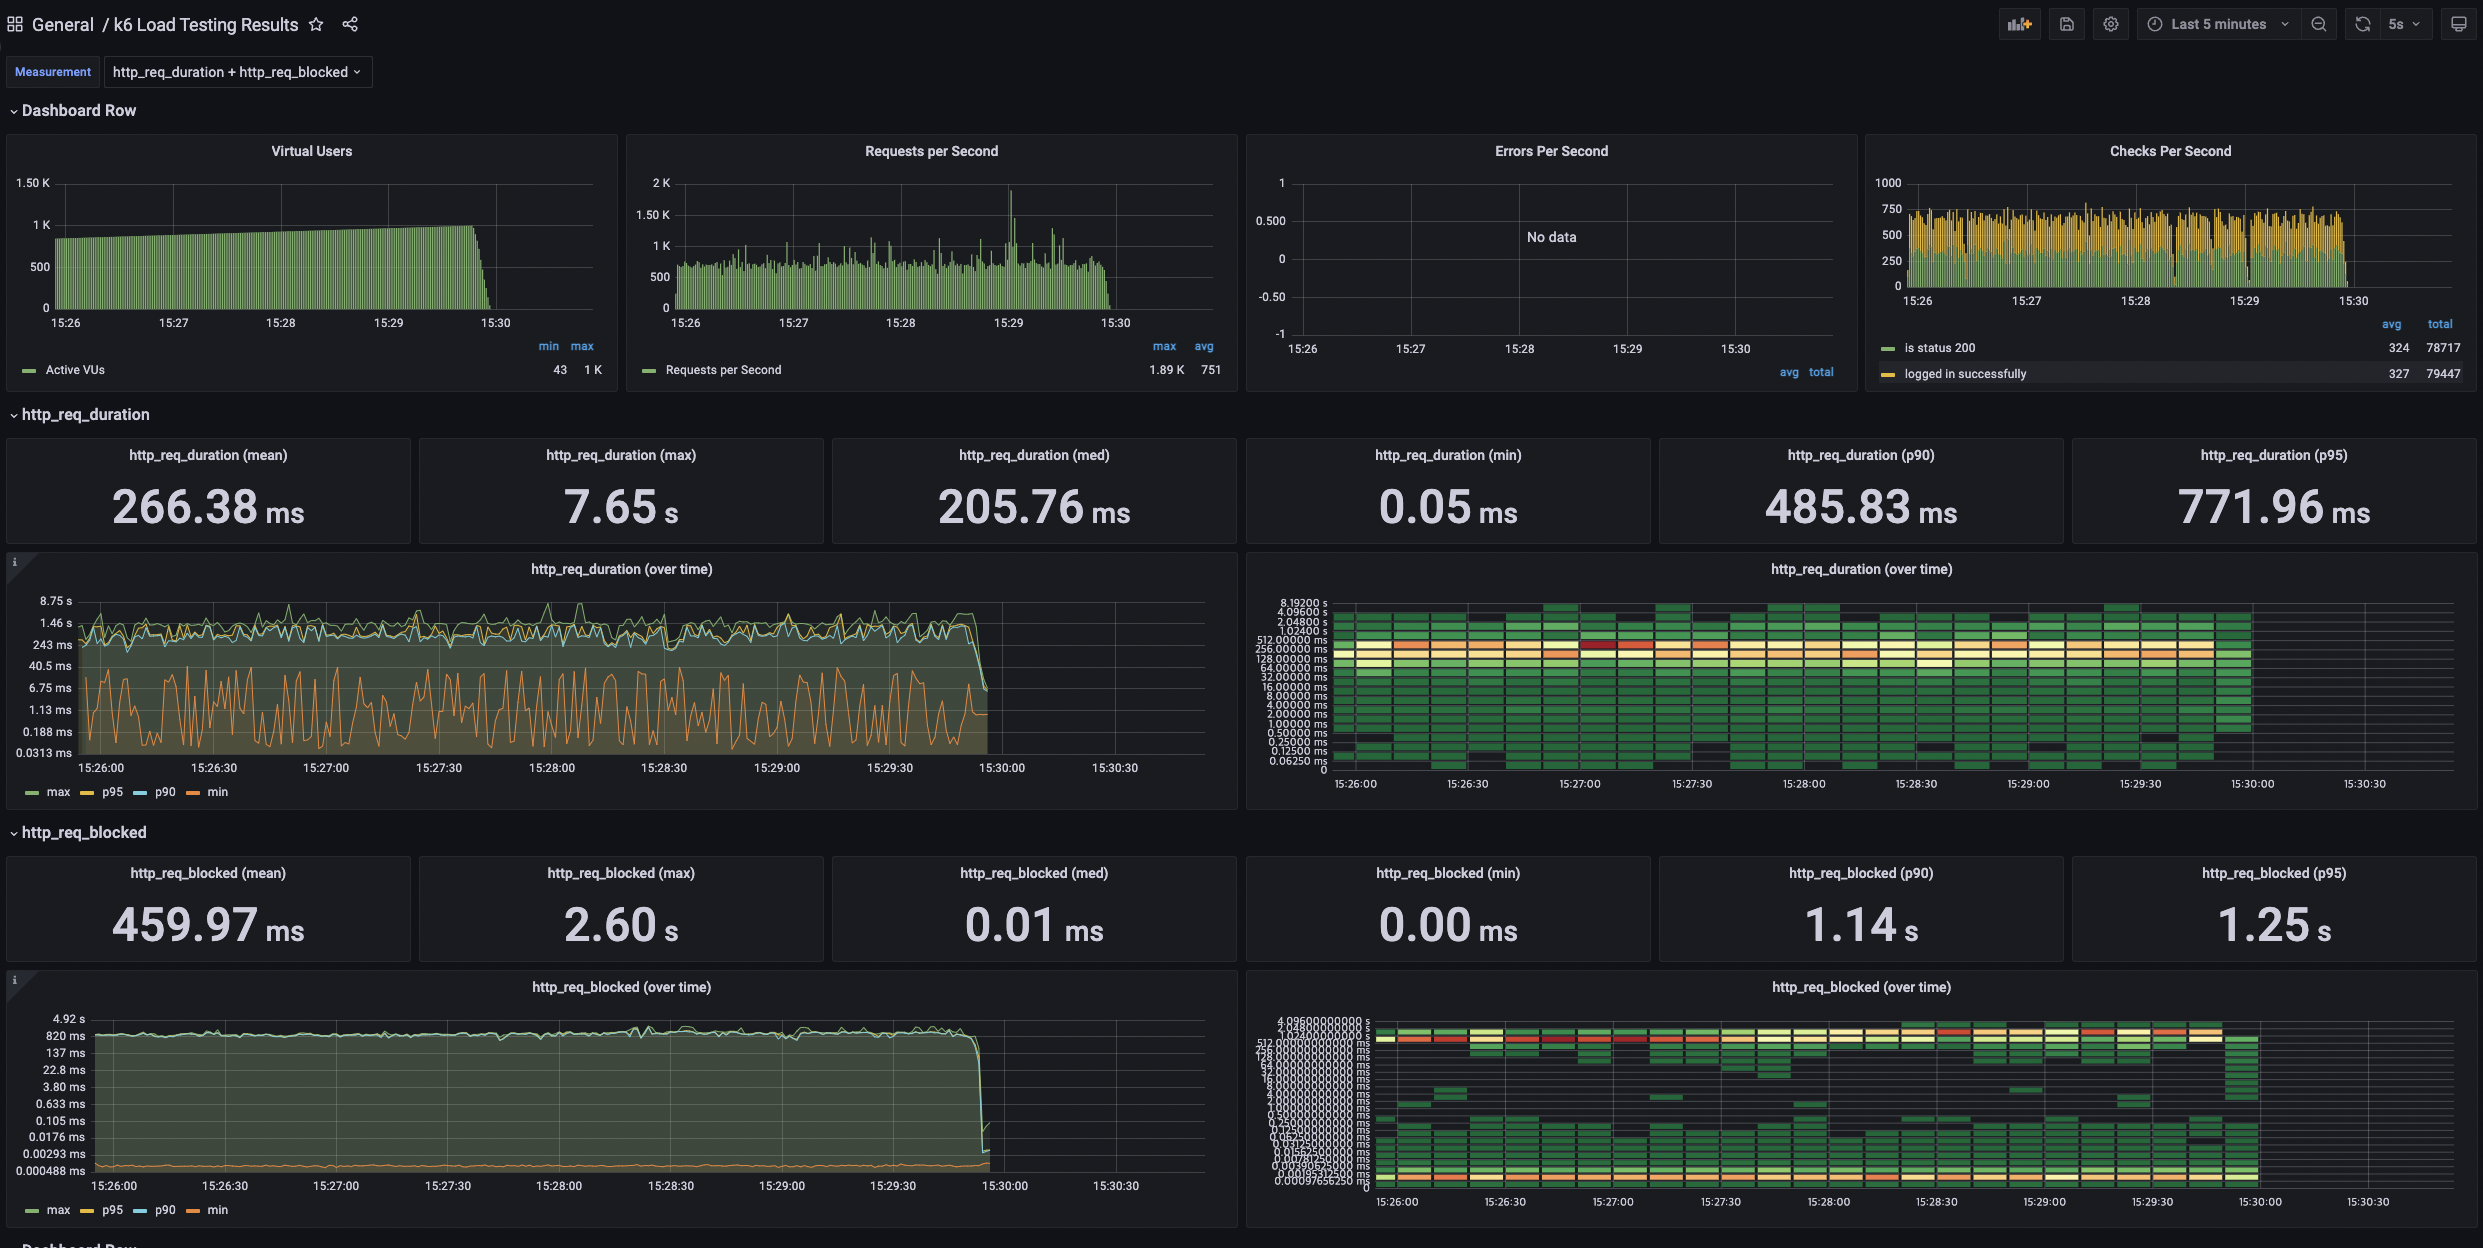 General / k6 Load Testing Results
Last 5 minutes
5s
Measurement
http_req_duration + http_req_blocked
Dashboard Row
Virtual Users
1.50 K
1 K
500
0
15:26 15:27 15:28 15:29 15:30
min max
Active VUs 43 1 K
Requests per Second
2 K
1.50 K
1 K
500
0
15:26 15:27 15:28 15:29 15:30
max avg
Requests per Second 1.89 K 751
Errors Per Second
1
0.500
0
-0.50
-1
No data
15:26 15:27 15:28 15:29 15:30
avg total
Checks Per Second
1000
750
500
250
0
15:26 15:27 15:28 15:29 15:30
avg total
is status 200 324 78717
logged in successfully 327 79447
http_req_duration
http_req_duration (mean)
266.38 ms
http_req_duration (max)
7.65 s
http_req_duration (med)
205.76 ms
http_req_duration (min)
0.05 ms
http_req_duration (p90)
485.83 ms
http_req_duration (p95)
771.96 ms
i
http_req_duration (over time)
8.75 s
1.46 s
243 ms
40.5 ms
6.75 ms
1.13 ms
0.188 ms
0.0313 ms
15:26:00 15:26:30 15:27:00 15:27:30 15:28:00 15:28:30 15:29:00 15:29:30 15:30:00 15:30:30
max p95 p90 min
http_req_duration (over time)
8.19200 s
4.09600 s
2.04800 s
1.02400 s
512.00000 ms
256.00000 ms
128.00000 ms
64.00000 ms
32.00000 ms
16.00000 ms
8.00000 ms
4.00000 ms
2.00000 ms
1.00000 ms
0.50000 ms
0.25000 ms
0.12500 ms
0.06250 ms
0
15:26:00 15:26:30 15:27:00 15:27:30 15:28:00 15:28:30 15:29:00 15:29:30 15:30:00 15:30:30
http_req_blocked
http_req_blocked (mean)
459.97 ms
http_req_blocked (max)
2.60 s
http_req_blocked (med)
0.01 ms
http_req_blocked (min)
0.00 ms
http_req_blocked (p90)
1.14 s
http_req_blocked (p95)
1.25 s
i
http_req_blocked (over time)
4.92 s
820 ms
137 ms
22.8 ms
3.80 ms
0.633 ms
0.105 ms
0.0176 ms
0.00293 ms
0.000488 ms
15:26:00 15:26:30 15:27:00 15:27:30 15:28:00 15:28:30 15:29:00 15:29:30 15:30:00 15:30:30
max p95 p90 min
http_req_blocked (over time)
4.09600000000 s
0.00097656250 ms
0
15:26:00 15:26:30 15:27:00 15:27:30 15:28:00 15:28:30 15:29:00 15:29:30 15:30:00 15:30:30